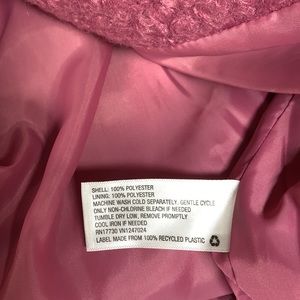 SHELL: 100% POLYESTER
LINING: 100% POLYESTER
MACHINE WASH COLD SEPARATELY, GENTLE CYCLE
ONLY NON-CHLORINE BLEACH IF NEEDED
TUMBLE DRY LOW, REMOVE PROMPTLY
COOL IRON IF NEEDED
RN17730 VN1247024
LABEL MADE FROM 100% RECYCLED PLASTIC